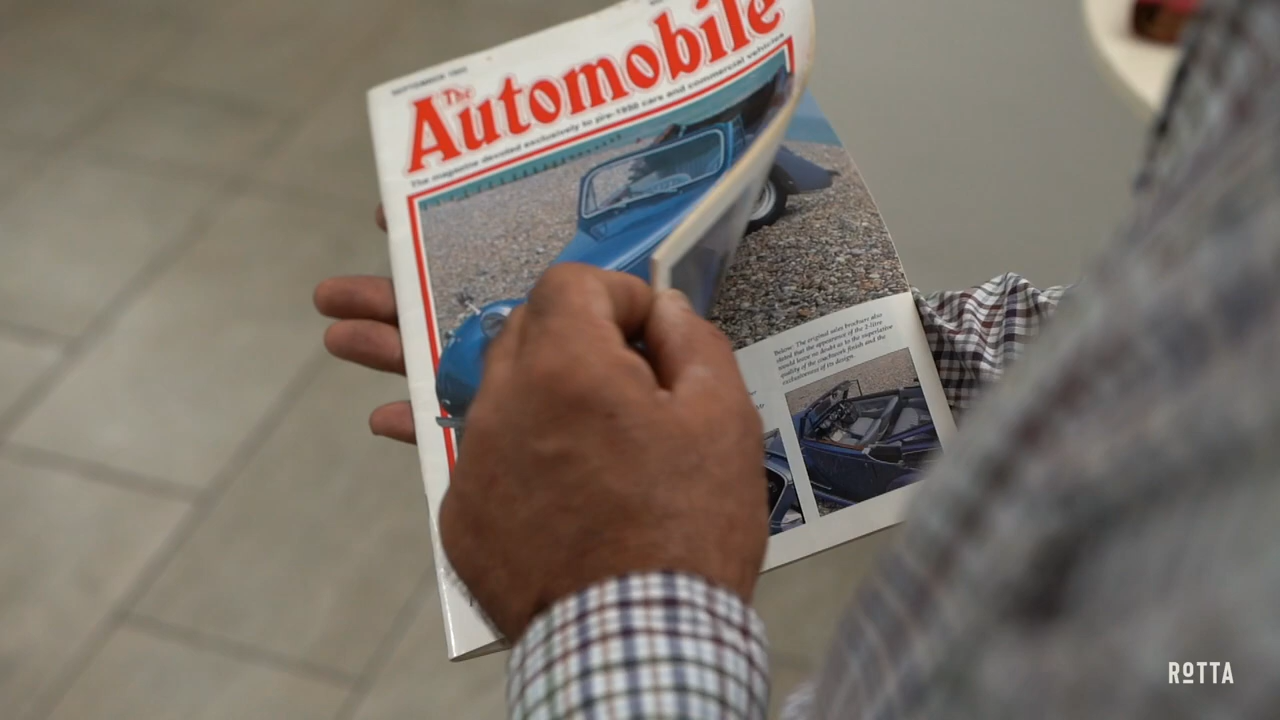 The
Automobile
The magazine devoted exclusively to pre-1950 cars and commercial vehicles
Below: The original sales brochure also
stated that the appearance of the 2-litre
would leave no doubt as to the superlative
quality of the coachwork finish and the
exclusiveness of its design.
ROTTA